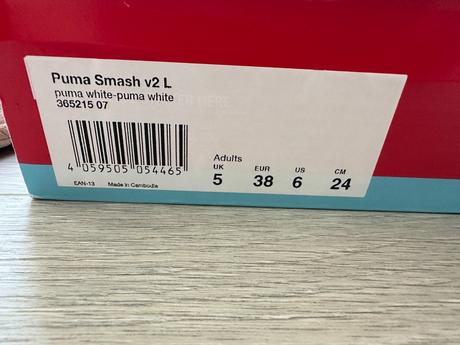 Puma Smash v2 L
puma white-puma white
365215 07
4 059505 054465
EAN-13 Made in Cambodia
Adults
UK EUR US CM
5 38 6 24